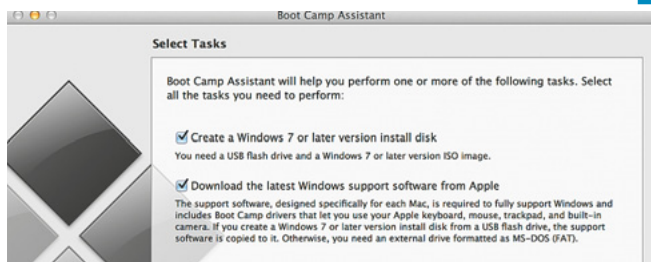 Boot Camp Assistant
Select Tasks
Boot Camp Assistant will help you perform one or more of the following tasks. Select
all the tasks you need to perform:
Create a Windows 7 or later version install disk
You need a USB flash drive and a Windows 7 or later version ISO image.
Download the latest Windows support software from Apple
The support software, designed specifically for each Mac, is required to fully support Windows and
includes Boot Camp drivers that let you use your Apple keyboard, mouse, trackpad, and built-in
camera. If you create a Windows 7 or later version install disk from a USB flash drive, the support
software is copied to it. Otherwise, you need an external drive formatted as MS-DOS (FAT).